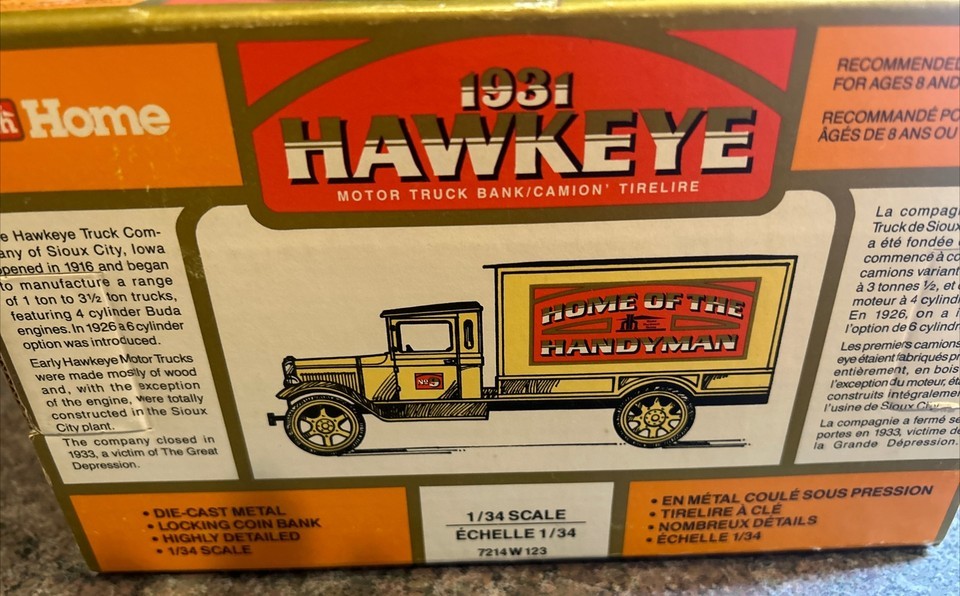 Home
1931
HAWKEYE
MOTOR TRUCK BANK/CAMION' TIRELIRE
RECOMMENDED
FOR AGES 8 AND
RECOMMANDÉ PO
ÂGÉS DE 8 ANS OU
e Hawkeye Truck Com-
any of Sioux City, Iowa
opened in 1916 and began
to manufacture a range
of 1 ton to 3½ ton trucks,
featuring 4 cylinder Buda
engines. In 1926 a 6 cylinder
option was introduced.
Early Hawkeye Motor Trucks
were made mostly of wood
and, with the exception
of the engine, were totally
constructed in the Sioux
City plant.
The company closed in
1933, a victim of The Great
Depression.
HOME OF THE
HANDYMAN
No 5
La compagn
Truck de Sioux
a été fondée
commencé à co
camions variant
à 3 tonnes ½, et
moteur à 4 cylind
En 1926, on a i
l'option de 6 cylindr
Les premiers camions
eye étaient fabriqués pr
entièrement, en bois
l'exception du moteur, éta
construits intégralemen
l'usine de Sioux City
La compagnie a fermé se
portes en 1933, victime de
la Grande Dépression.
• DIE-CAST METAL
• LOCKING COIN BANK
• HIGHLY DETAILED
• 1/34 SCALE
1/34 SCALE
ÉCHELLE 1/34
7214 W 123
• EN MÉTAL COULÉ SOUS PRESSION
• TIRELIRE À CLÉ
• NOMBREUX DÉTAILS
• ÉCHELLE 1/34